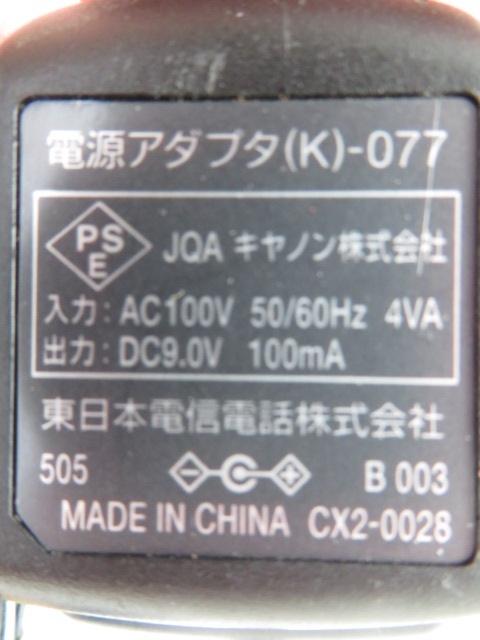 電源アダプタ(K)-077
PS
E
JQA キヤノン株式会社
入力: AC100V 50/60Hz 4VA
出力: DC9.0V 100mA
東日本電信電話株式会社
505 B 003
MADE IN CHINA CX2-0028